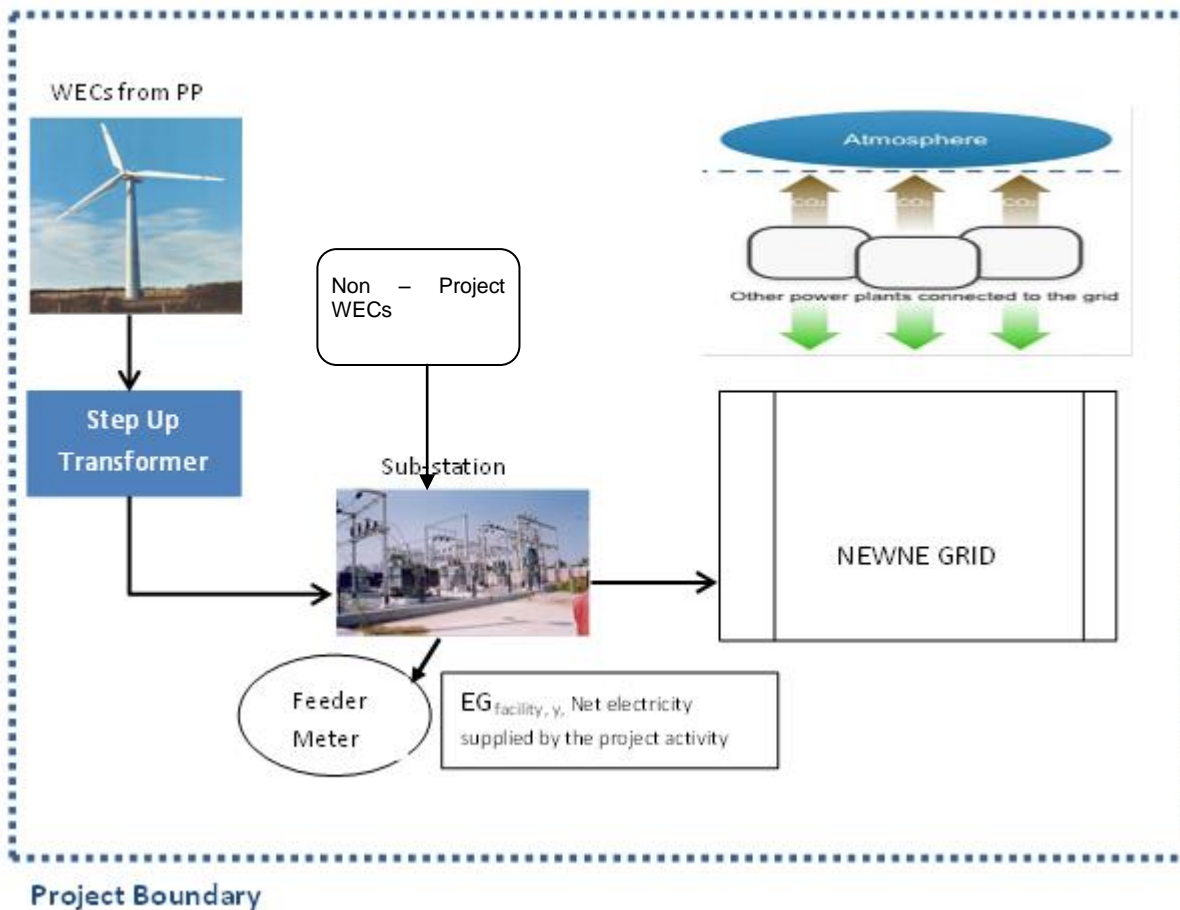 WECs from PP
Atmosphere
CO₂ CO₂ CO₂
Non – Project
WECs
Other power plants connected to the grid
Step Up
Transformer
Sub-station
NEWNE GRID
Feeder
Meter
EG facility, y, Net electricity
supplied by the project activity
Project Boundary